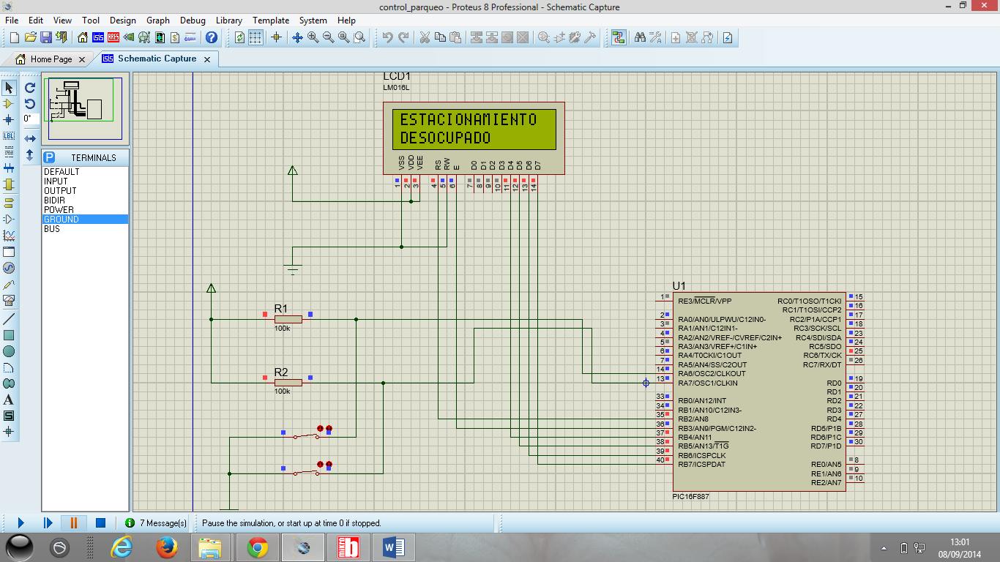 control_parqueo - Proteus 8 Professional - Schematic Capture
File Edit View Tool Design Graph Debug Library Template System Help
Home Page
Schematic Capture
LCD1
LM016L
ESTACIONAMIENTO
DESOCUPADO
VSS VDD VEE RS RW E D0 D1 D2 D3 D4 D5 D6 D7
1 2 3 4 5 6 7 8 9 10 11 12 13 14
0°
LBL
P TERMINALS
DEFAULT
INPUT
OUTPUT
BIDIR
POWER
GROUND
BUS
R1
100k
R2
100k
U1
1 RE3/MCLR/VPP RC0/T1OSO/T1CKI 15
RC1/T1OSI/CCP2 16
2 RA0/AN0/ULPWU/C12IN0- RC2/P1A/CCP1 17
3 RA1/AN1/C12IN1- RC3/SCK/SCL 18
4 RA2/AN2/VREF-/CVREF/C2IN+ RC4/SDI/SDA 23
5 RA3/AN3/VREF+/C1IN+ RC5/SDO 24
6 RA4/T0CKI/C1OUT RC6/TX/CK 25
7 RA5/AN4/SS/C2OUT RC7/RX/DT 26
14 RA6/OSC2/CLKOUT
13 RA7/OSC1/CLKIN RD0 19
RD1 20
33 RB0/AN12/INT RD2 21
34 RB1/AN10/C12IN3- RD3 22
35 RB2/AN8 RD4 27
36 RB3/AN9/PGM/C12IN2- RD5/P1B 28
37 RB4/AN11 RD6/P1C 29
38 RB5/AN13/T1G RD7/P1D 30
39 RB6/ICSPCLK
40 RB7/ICSPDAT RE0/AN5 8
RE1/AN6 9
RE2/AN7 10
PIC16F887
7 Message(s)
Pause the simulation, or start up at time 0 if stopped.
13:01
08/09/2014